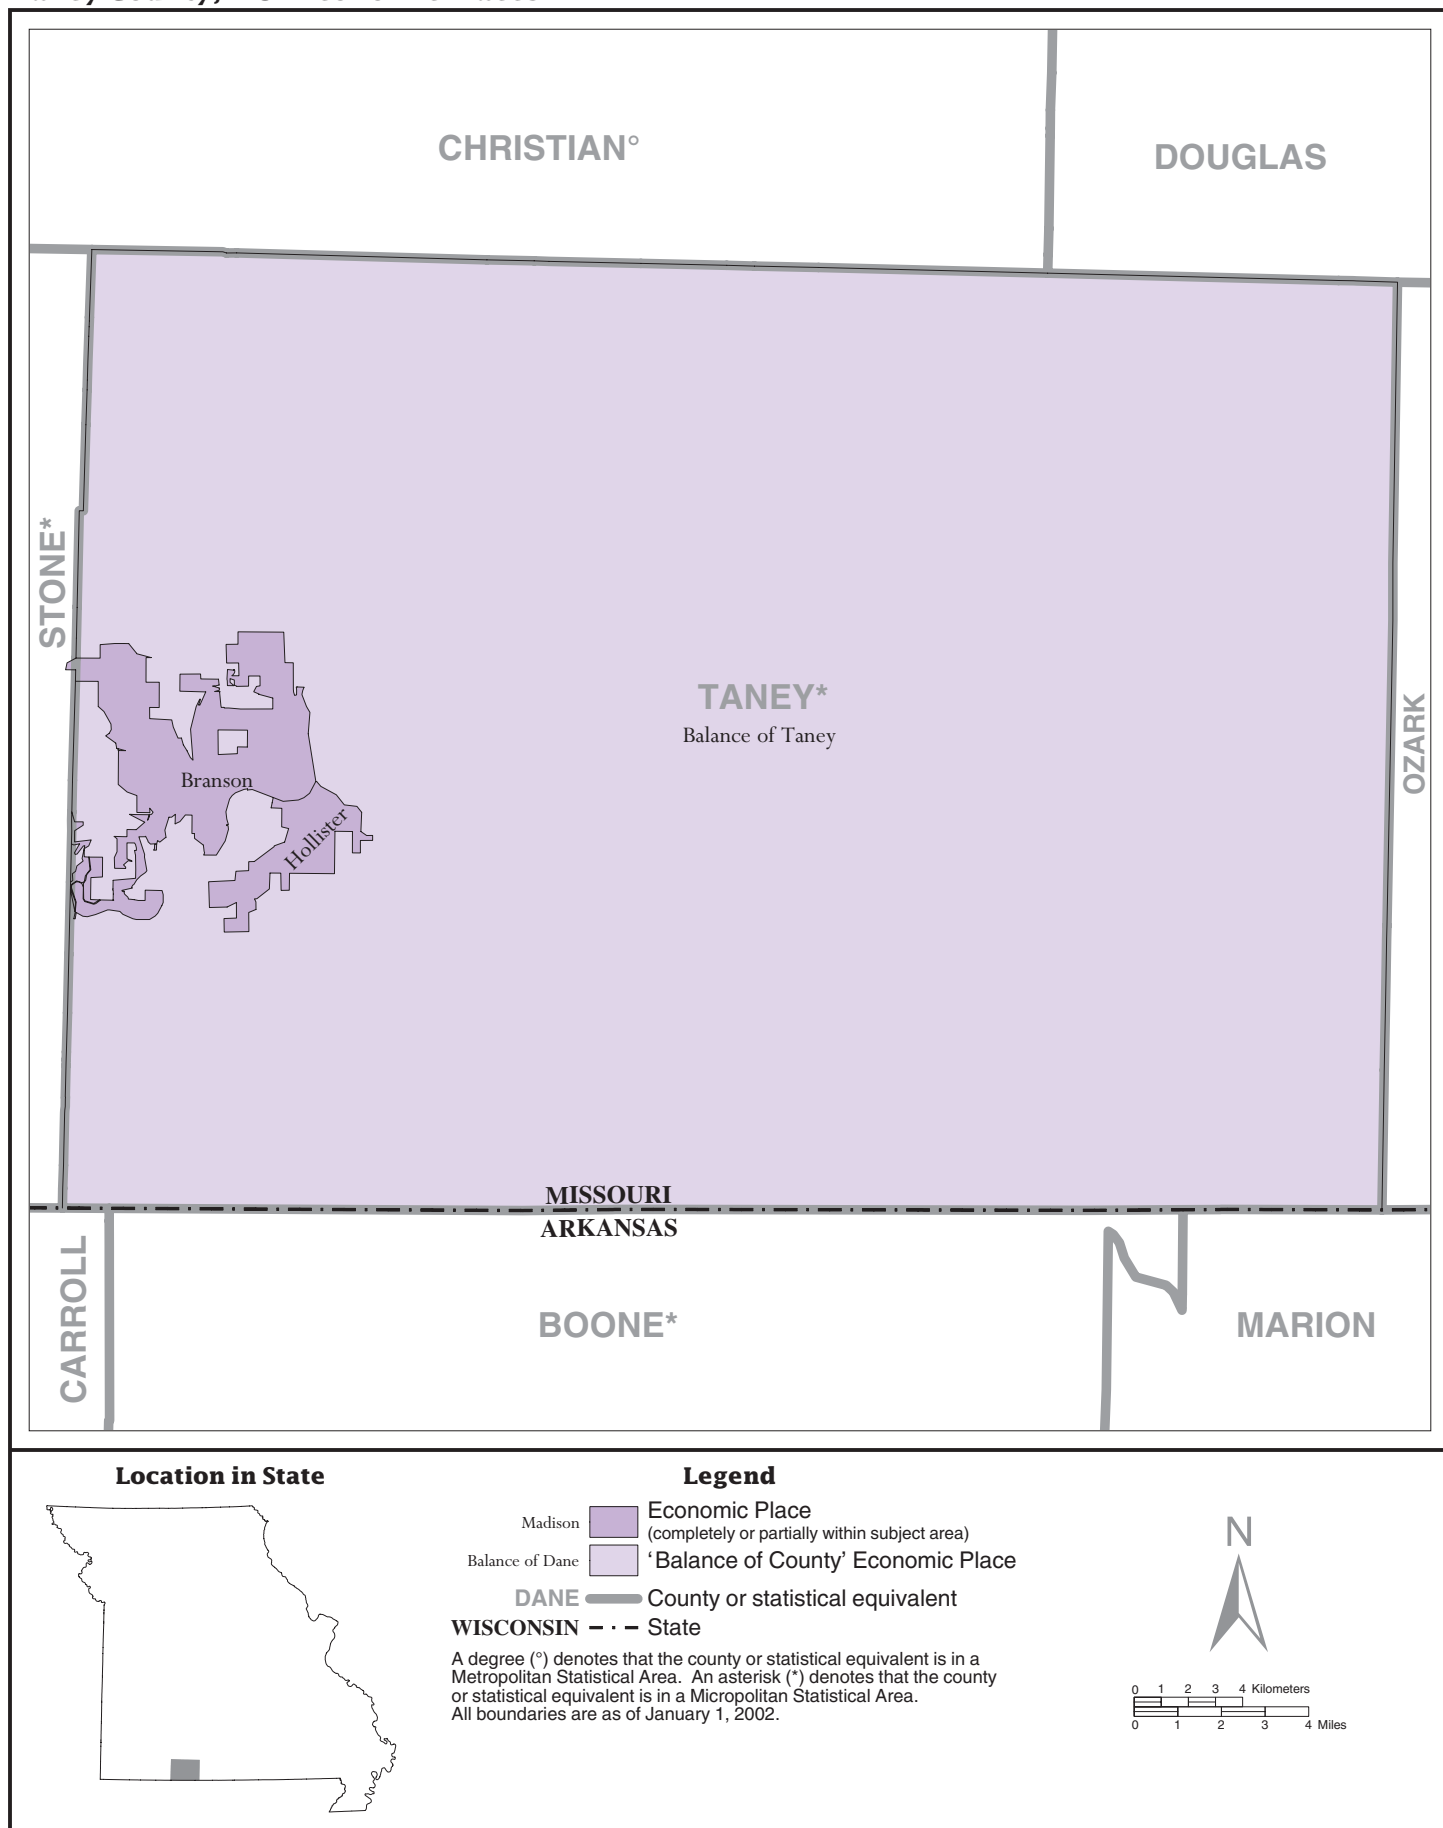 CHRISTIAN°
DOUGLAS
STONE*
TANEY*
Balance of Taney
OZARK
Branson
Hollister
MISSOURI
ARKANSAS
CARROLL
BOONE*
MARION
Location in State
Legend
Madison
Economic Place
(completely or partially within subject area)
Balance of Dane
'Balance of County' Economic Place
DANE
County or statistical equivalent
WISCONSIN
State
A degree (°) denotes that the county or statistical equivalent is in a
Metropolitan Statistical Area. An asterisk (*) denotes that the county
or statistical equivalent is in a Micropolitan Statistical Area.
All boundaries are as of January 1, 2002.
N
0 1 2 3 4 Kilometers
0 1 2 3 4 Miles